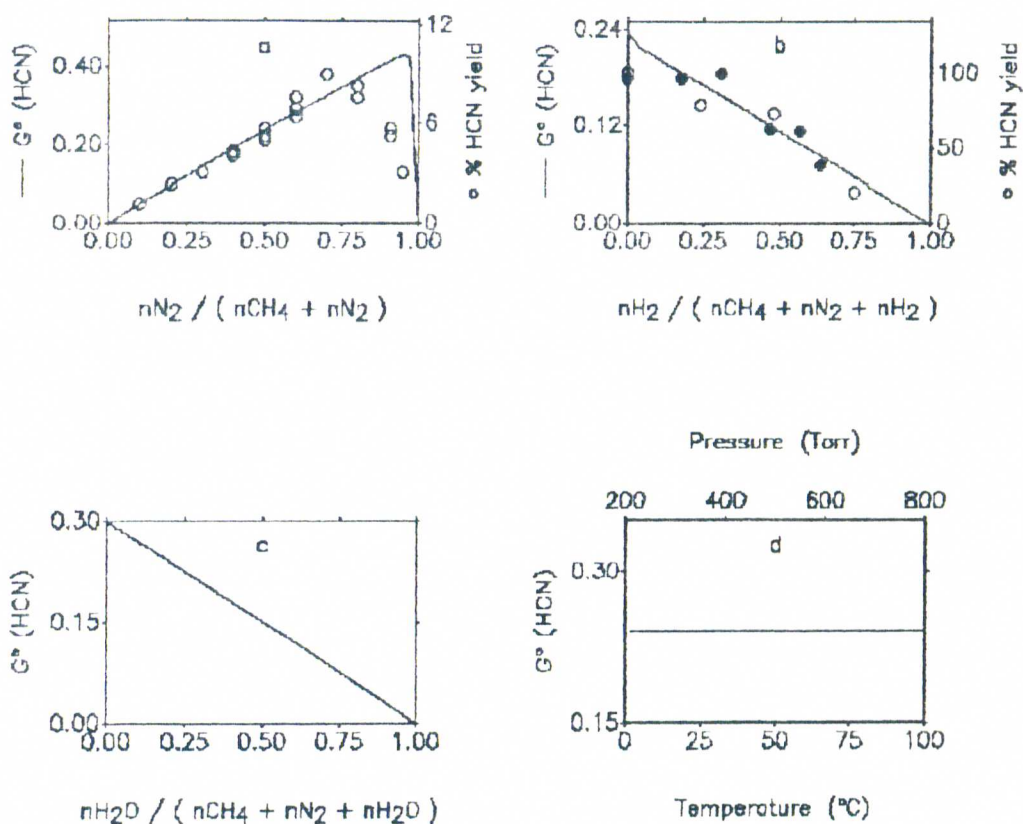 a
12
6
0
0.40
0.20
0.00
0.00 0.25 0.50 0.75 1.00
— G° (HCN)
o % HCN yield
nN₂ / ( nCH₄ + nN₂ )
b
0.24
0.12
0.00
100
50
0
0.00 0.25 0.50 0.75 1.00
— G° (HCN)
o % HCN yield
nH₂ / ( nCH₄ + nN₂ + nH₂ )
c
0.30
0.15
0.00
0.00 0.25 0.50 0.75 1.00
G° (HCN)
nH₂O / ( nCH₄ + nN₂ + nH₂O )
Pressure (Torr)
200 400 600 800
d
0.30
0.15
0 25 50 75 100
G° (HCN)
Temperature (°C)